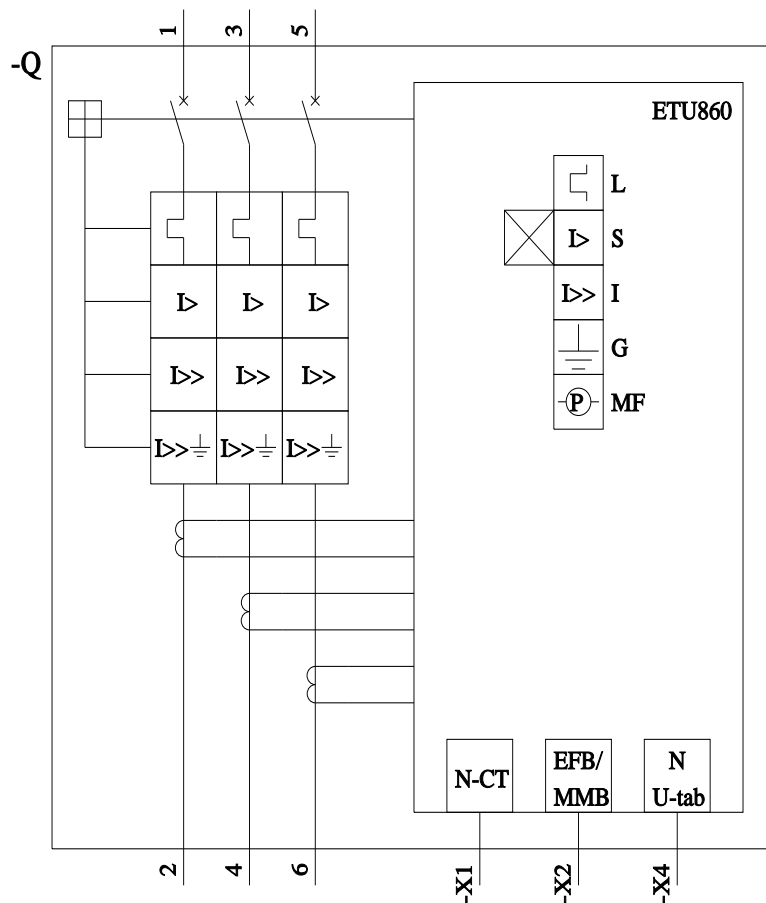 1 3 5
-Q
ETU860
L
I> S
I> I> I> I>> I
G
I>> I>> I>> P MF
I>> I>> I>>
N-CT
EFB/
MMB
N
U-tab
2 4 6
-X1 -X2 -X4